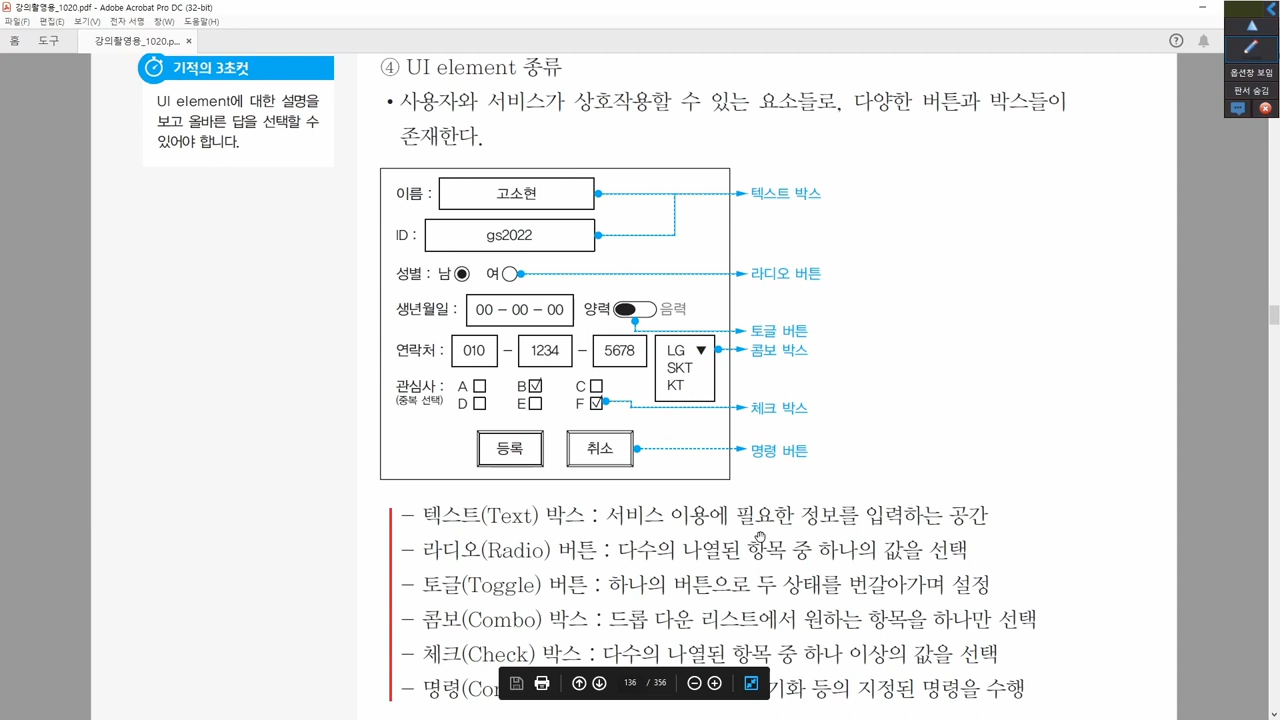 강의촬영용_1020.pdf - Adobe Acrobat Pro DC (32-bit)
파일(F) 편집(E) 보기(V) 전자 서명 창(W) 도움말(H)
홈 도구 강의촬영용_1020.p... ×
옵션창 보임
판서 숨김
기적의 3초컷
UI element에 대한 설명을
보고 올바른 답을 선택할 수
있어야 합니다.
④ UI element 종류
• 사용자와 서비스가 상호작용할 수 있는 요소들로, 다양한 버튼과 박스들이
존재한다.
이름 : 고소현 텍스트 박스
ID : gs2022
성별 : 남 여 라디오 버튼
생년월일 : 00 – 00 – 00 양력 음력
토글 버튼
연락처 : 010 – 1234 – 5678 LG ▼ 콤보 박스
SKT
KT
관심사 : A B C
(중복 선택) D E F 체크 박스
등록 취소 명령 버튼
– 텍스트(Text) 박스 : 서비스 이용에 필요한 정보를 입력하는 공간
– 라디오(Radio) 버튼 : 다수의 나열된 항목 중 하나의 값을 선택
– 토글(Toggle) 버튼 : 하나의 버튼으로 두 상태를 번갈아가며 설정
– 콤보(Combo) 박스 : 드롭 다운 리스트에서 원하는 항목을 하나만 선택
– 체크(Check) 박스 : 다수의 나열된 항목 중 하나 이상의 값을 선택
– 명령(Co 기화 등의 지정된 명령을 수행
136 / 356